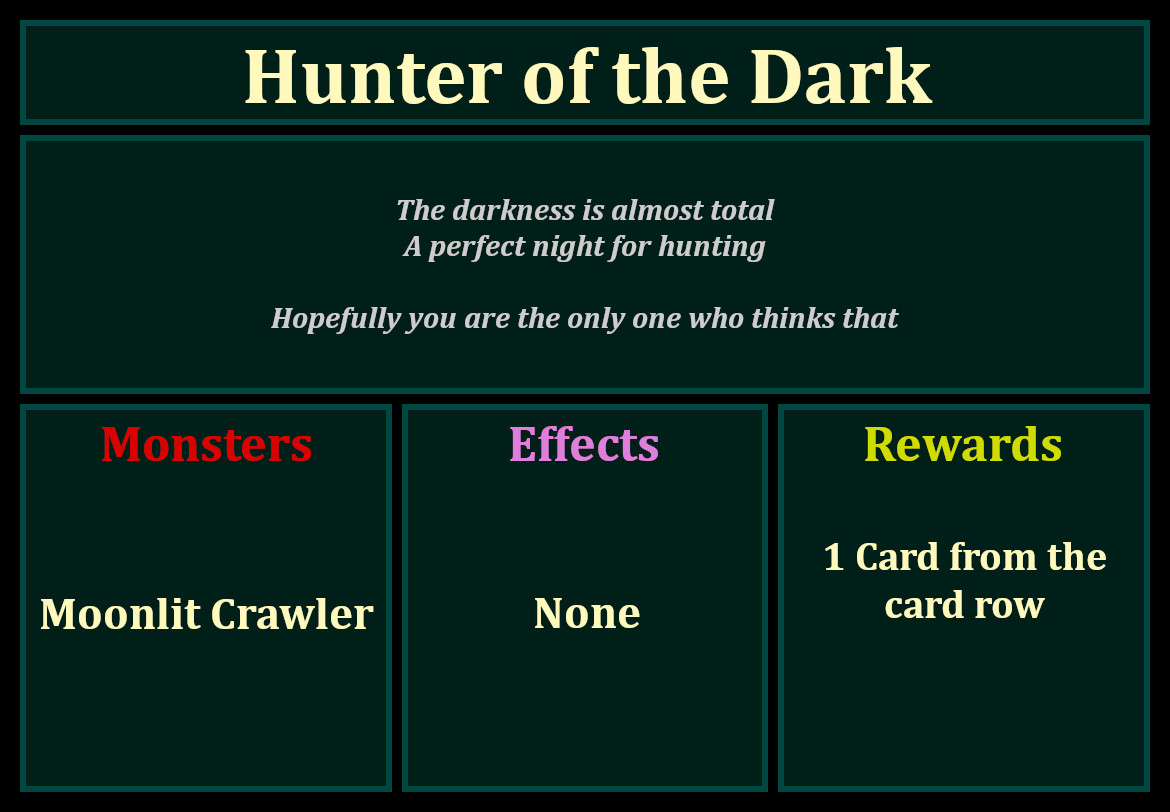 Hunter of the Dark
The darkness is almost total
A perfect night for hunting
Hopefully you are the only one who thinks that
Monsters
Moonlit Crawler
Effects
None
Rewards
1 Card from the
card row